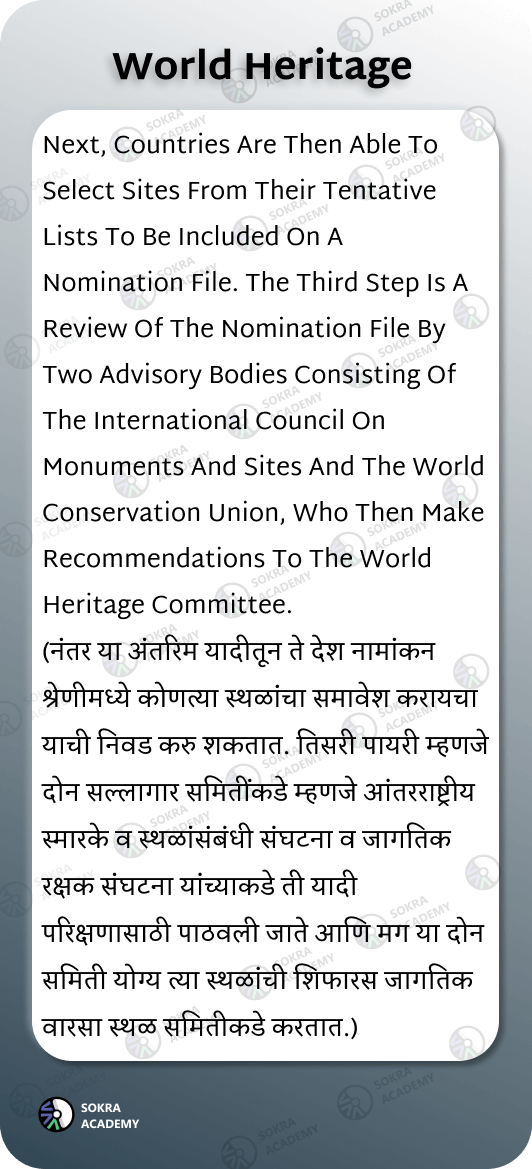 World Heritage
Next, Countries Are Then Able To
Select Sites From Their Tentative
Lists To Be Included On A
Nomination File. The Third Step Is A
Review Of The Nomination File By
Two Advisory Bodies Consisting Of
The International Council On
Monuments And Sites And The World
Conservation Union, Who Then Make
Recommendations To The World
Heritage Committee.
(नंतर या अंतरिम यादीतून ते देश नामांकन
श्रेणीमध्ये कोणत्या स्थळांचा समावेश करायचा
याची निवड करु शकतात. तिसरी पायरी म्हणजे
दोन सल्लागार समितींकडे म्हणजे आंतरराष्ट्रीय
स्मारके व स्थळांसंबंधी संघटना व जागतिक
रक्षक संघटना यांच्याकडे ती यादी
परिक्षणासाठी पाठवली जाते आणि मग या दोन
समिती योग्य त्या स्थळांची शिफारस जागतिक
वारसा स्थळ समितीकडे करतात.)
SOKRA
ACADEMY